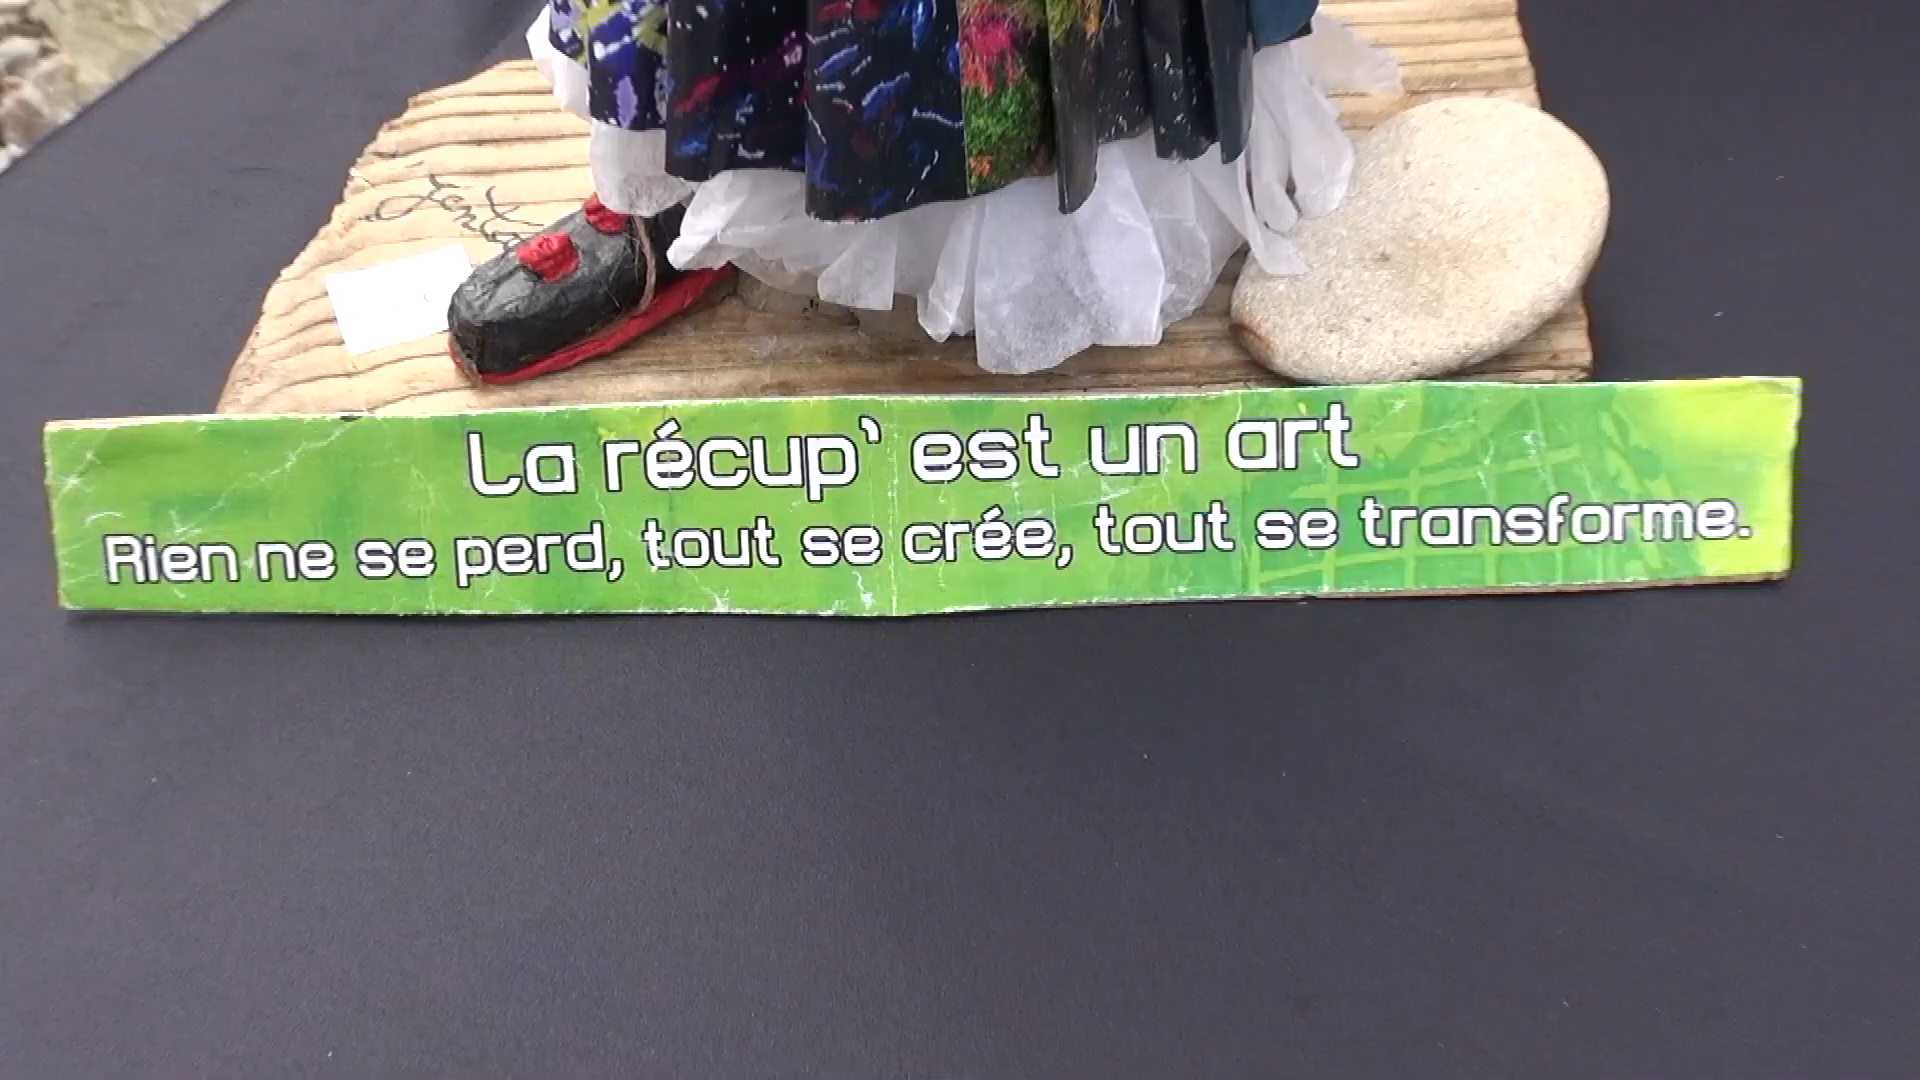 La récup' est un art
Rien ne se perd, tout se crée, tout se transforme.